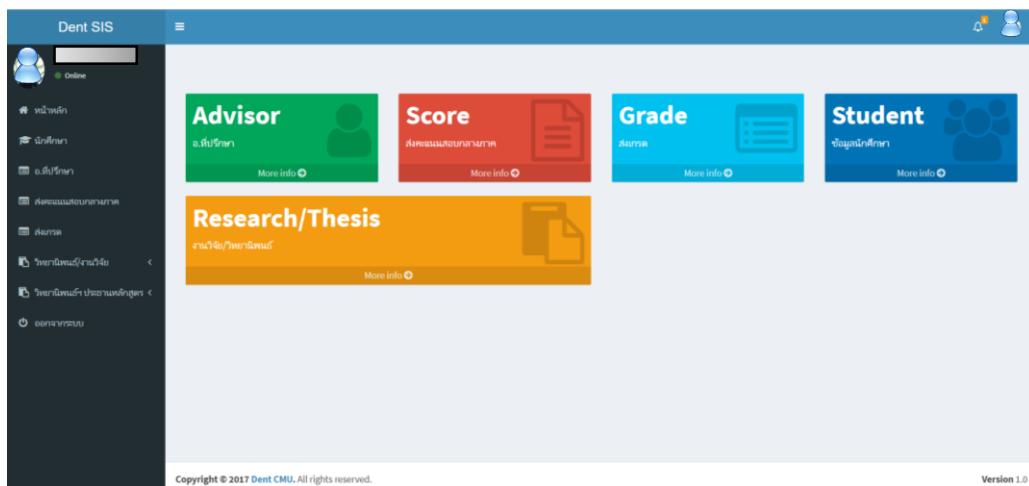 Dent SIS
Online
หน้าหลัก
นักศึกษา
อ.ที่ปรึกษา
ส่งคะแนนสอบกลางภาค
ส่งเกรด
วิทยานิพนธ์/งานวิจัย
วิทยานิพนธ์ฯ ประธานหลักสูตร
ออกจากระบบ
Advisor
อ.ที่ปรึกษา
More info
Score
ส่งคะแนนสอบกลางภาค
More info
Grade
ส่งเกรด
More info
Student
ข้อมูลนักศึกษา
More info
Research/Thesis
งานวิจัย/วิทยานิพนธ์
More info
Copyright © 2017 Dent CMU. All rights reserved.
Version 1.0